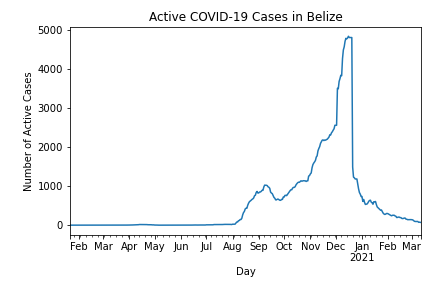 Active COVID-19 Cases in Belize
Number of Active Cases
5000
4000
3000
2000
1000
0
Feb Mar Apr May Jun Jul Aug Sep Oct Nov Dec Jan Feb Mar
2021
Day